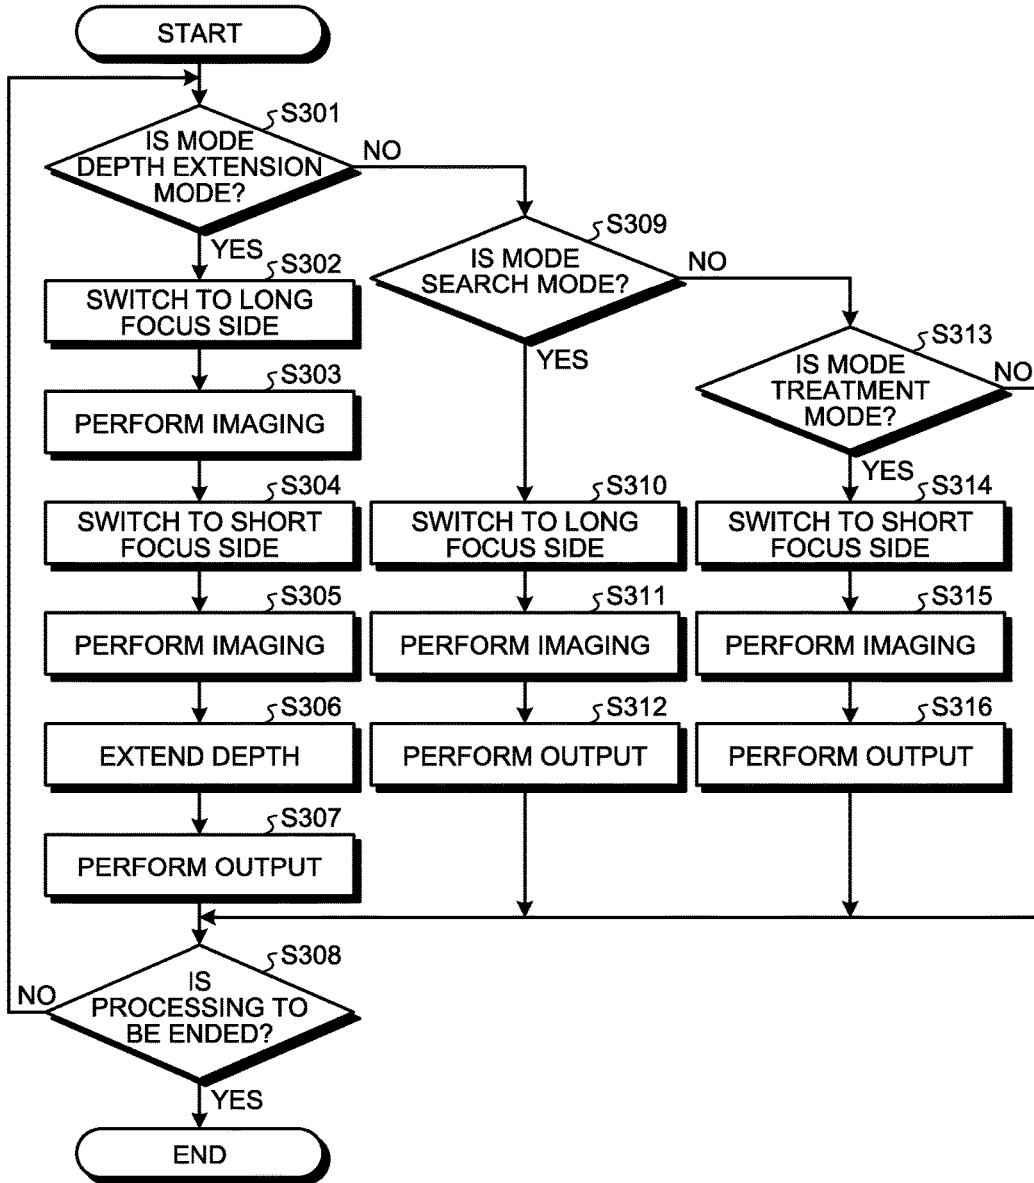 START
S301
IS MODE
DEPTH EXTENSION
MODE?
NO
YES
S302
SWITCH TO LONG
FOCUS SIDE
S303
PERFORM IMAGING
S304
SWITCH TO SHORT
FOCUS SIDE
S305
PERFORM IMAGING
S306
EXTEND DEPTH
S307
PERFORM OUTPUT
S308
IS
PROCESSING TO
BE ENDED?
NO
YES
END
S309
IS MODE
SEARCH MODE?
NO
YES
S310
SWITCH TO LONG
FOCUS SIDE
S311
PERFORM IMAGING
S312
PERFORM OUTPUT
S313
IS MODE
TREATMENT
MODE?
NO
YES
S314
SWITCH TO SHORT
FOCUS SIDE
S315
PERFORM IMAGING
S316
PERFORM OUTPUT